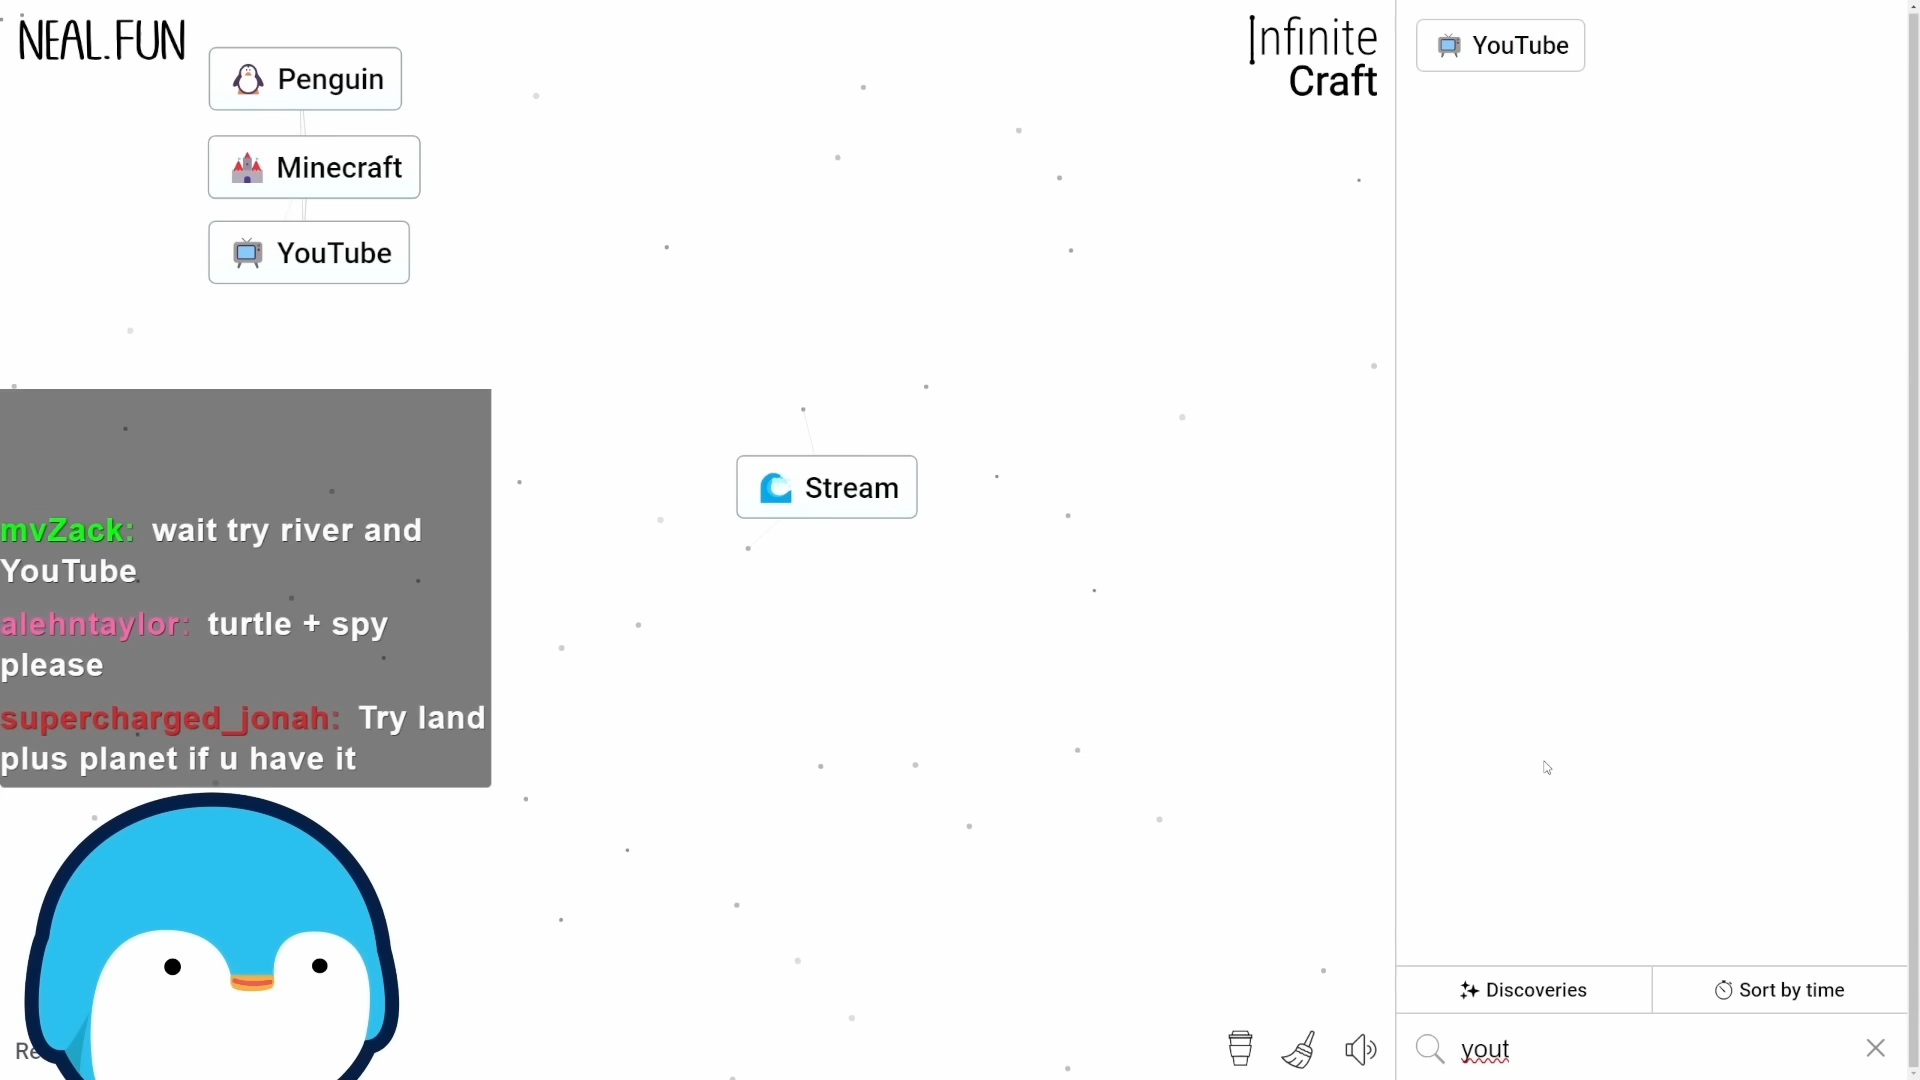 NEAL.FUN
Penguin
Minecraft
YouTube
Infinite
Craft
YouTube
Stream
mvZack: wait try river and
YouTube
alehntaylor: turtle + spy
please
supercharged_jonah: Try land
plus planet if u have it
Discoveries
Sort by time
yout